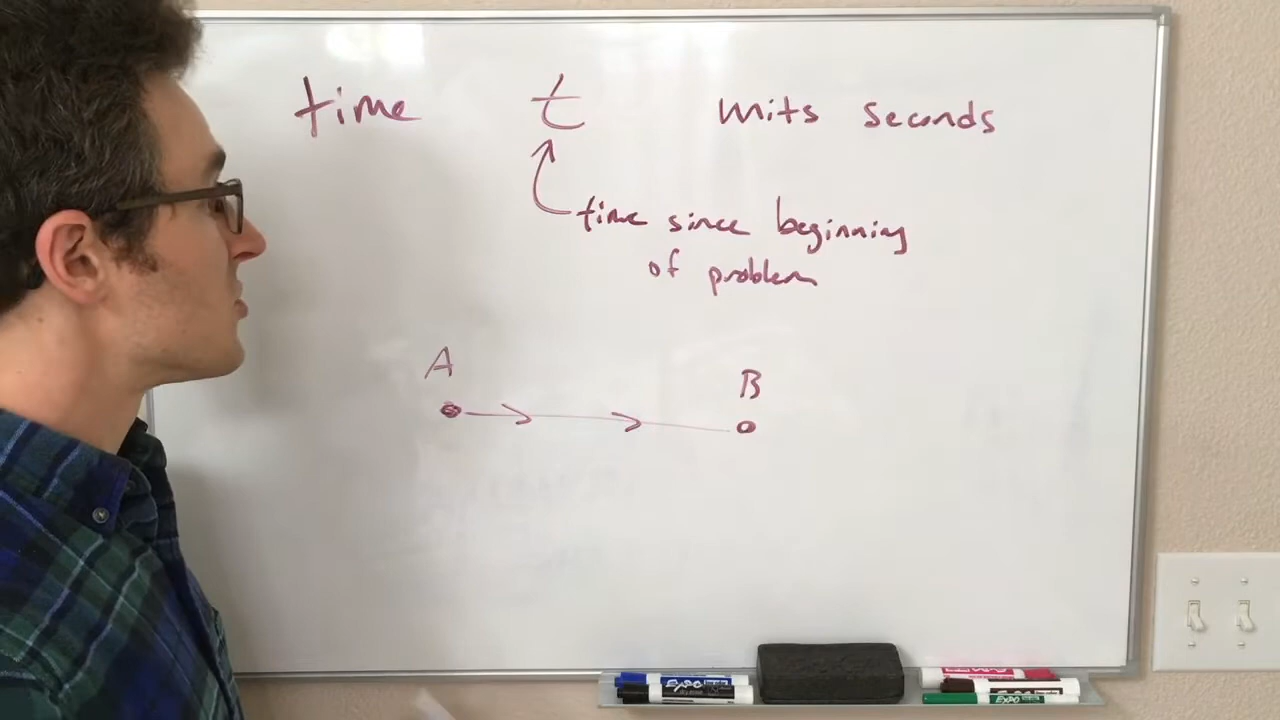 time t units seconds
time since beginning
of problem
A
B
EXPO
EXPO